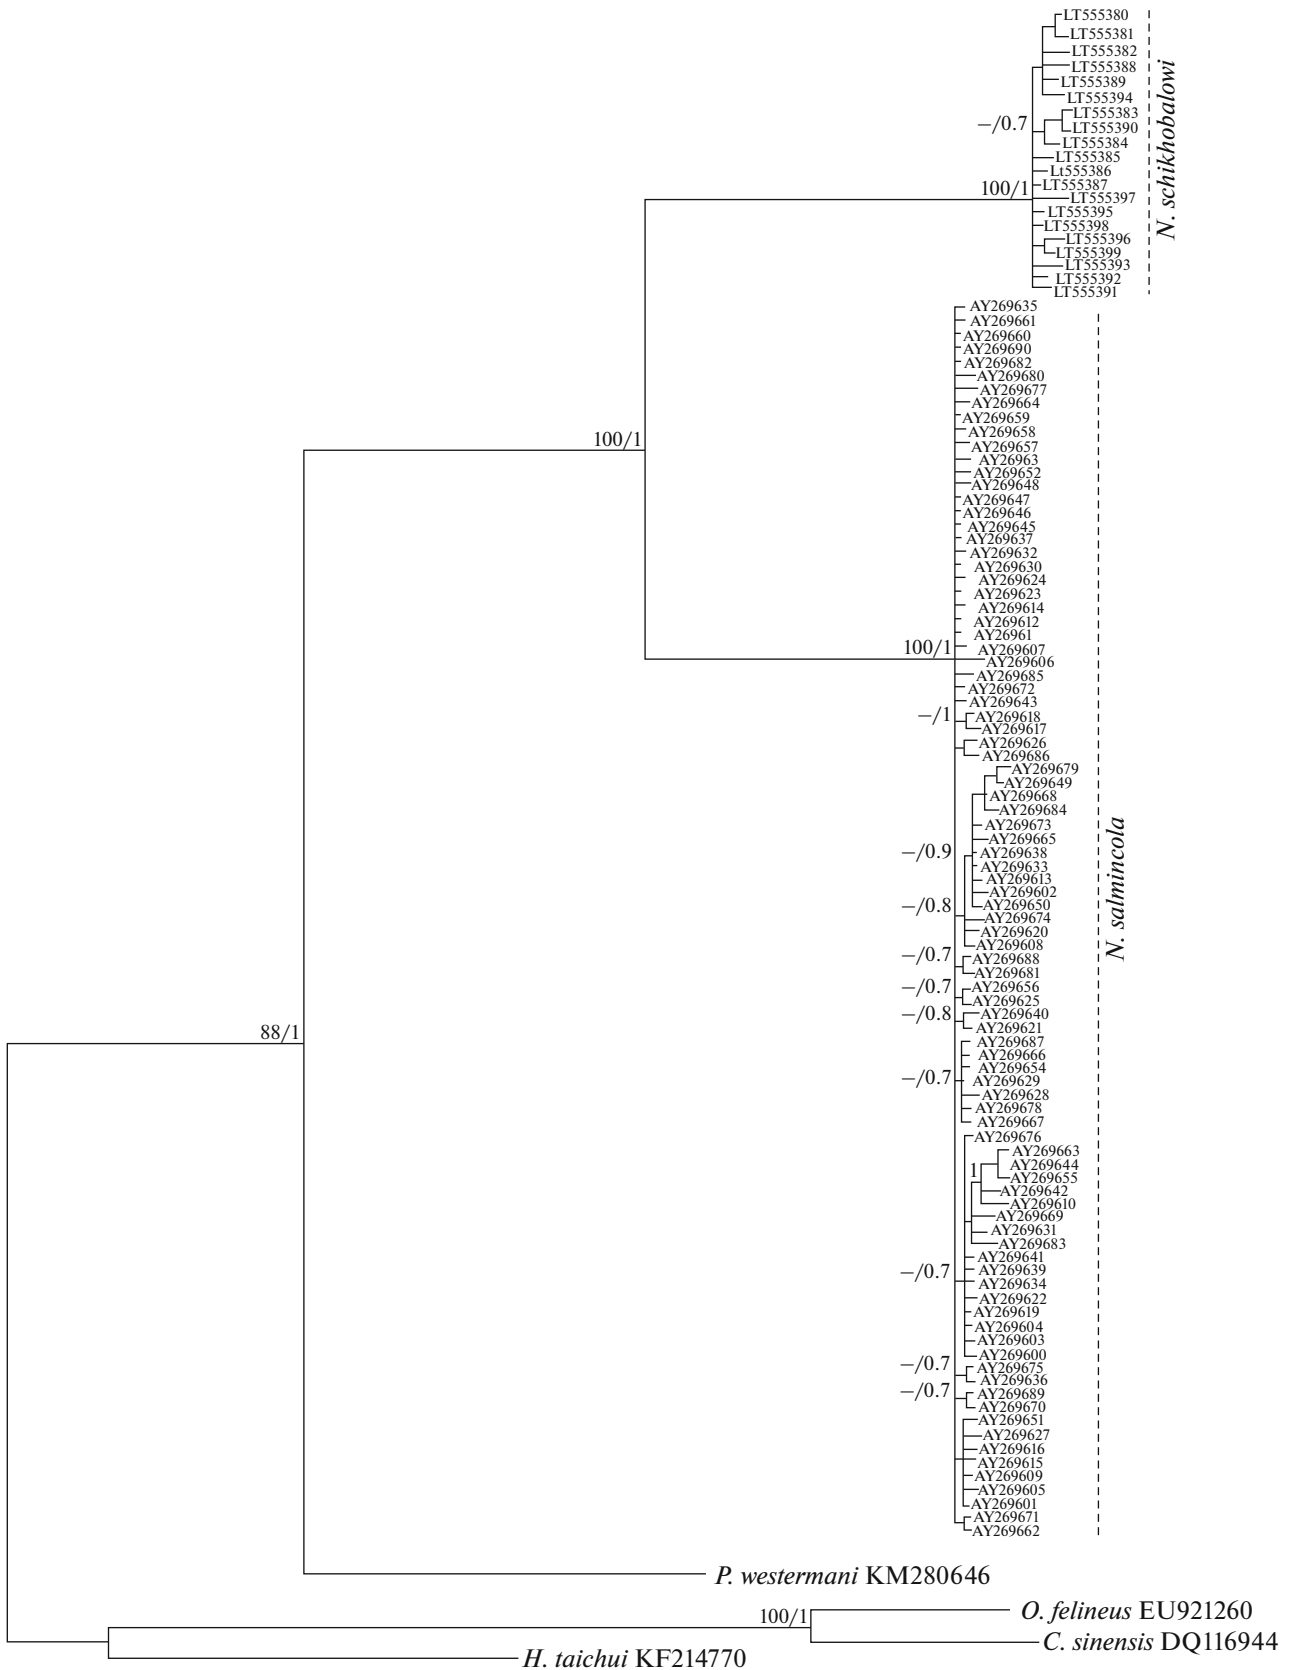 LT555380
LT555381
LT555382
LT555388
LT555389
LT555394
LT555383
–/0.7
LT555390
LT555384
LT555385
Lt555386
LT555387
100/1
LT555397
LT555395
LT555398
LT555396
LT555399
LT555393
LT555392
LT555391
N. schikhobalowi
AY269635
AY269661
AY269660
AY269690
AY269682
AY269680
AY269677
AY269664
AY269659
AY269658
100/1
AY269657
AY26963
AY269652
AY269648
AY269647
AY269646
AY269645
AY269637
AY269632
AY269630
AY269624
AY269623
AY269614
AY269612
AY26961
100/1
AY269607
AY269606
AY269685
AY269672
AY269643
–/1
AY269618
AY269617
AY269626
AY269686
AY269679
AY269649
AY269668
AY269684
AY269673
AY269665
–/0.9
AY269638
AY269633
AY269613
AY269602
–/0.8
AY269650
AY269674
AY269620
AY269608
–/0.7
AY269688
AY269681
–/0.7
AY269656
AY269625
–/0.8
AY269640
AY269621
88/1
AY269687
AY269666
AY269654
–/0.7
AY269629
AY269628
AY269678
AY269667
AY269676
AY269663
1
AY269644
AY269655
AY269642
AY269610
AY269669
AY269631
AY269683
AY269641
–/0.7
AY269639
AY269634
AY269622
AY269619
AY269604
AY269603
AY269600
–/0.7
AY269675
AY269636
–/0.7
AY269689
AY269670
AY269651
AY269627
AY269616
AY269615
AY269609
AY269605
AY269601
AY269671
AY269662
N. salmincola
P. westermani KM280646
100/1
O. felineus EU921260
C. sinensis DQ116944
H. taichui KF214770